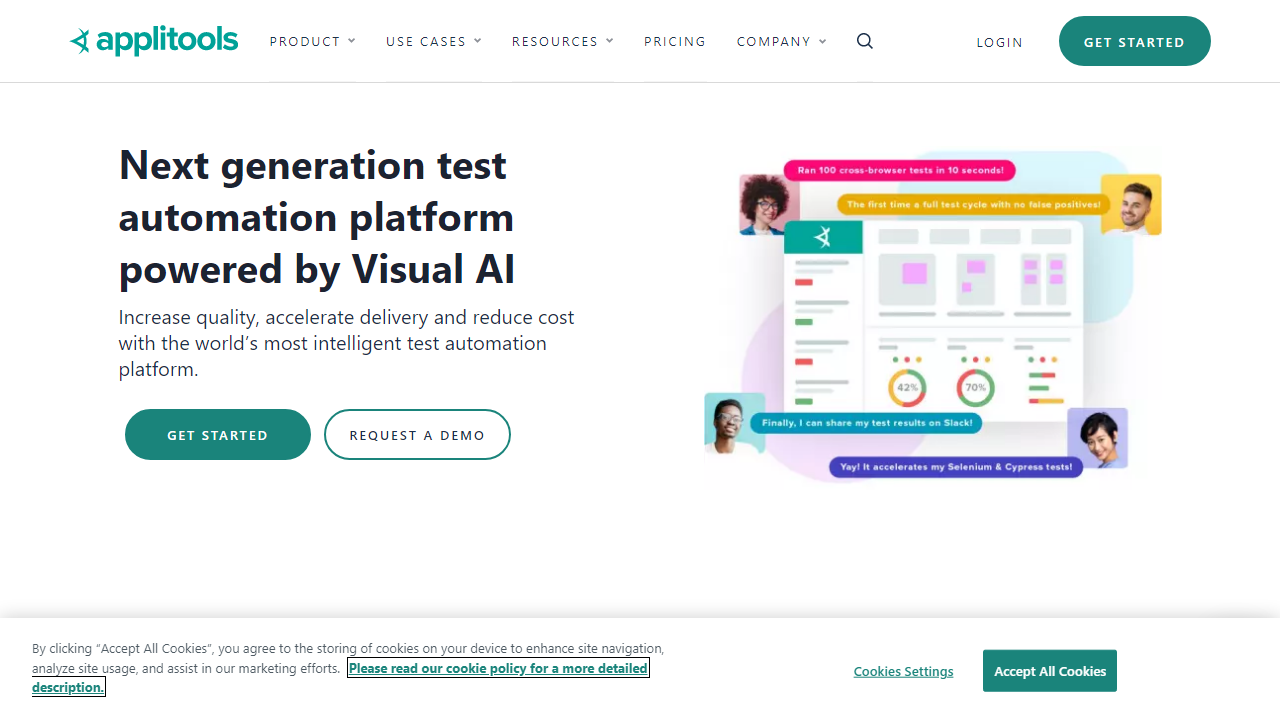 applitools
PRODUCT
USE CASES
RESOURCES
PRICING
COMPANY
LOGIN
GET STARTED
Next generation test
automation platform
powered by Visual AI
Increase quality, accelerate delivery and reduce cost
with the world’s most intelligent test automation
platform.
GET STARTED
REQUEST A DEMO
Ran 100 cross-browser tests in 10 seconds!
The first time a full test cycle with no false positives!
42%
70%
Finally, I can share my test results on Slack!
Yay! It accelerates my Selenium & Cypress tests!
By clicking “Accept All Cookies”, you agree to the storing of cookies on your device to enhance site navigation,
analyze site usage, and assist in our marketing efforts. Please read our cookie policy for a more detailed
description.
Cookies Settings
Accept All Cookies